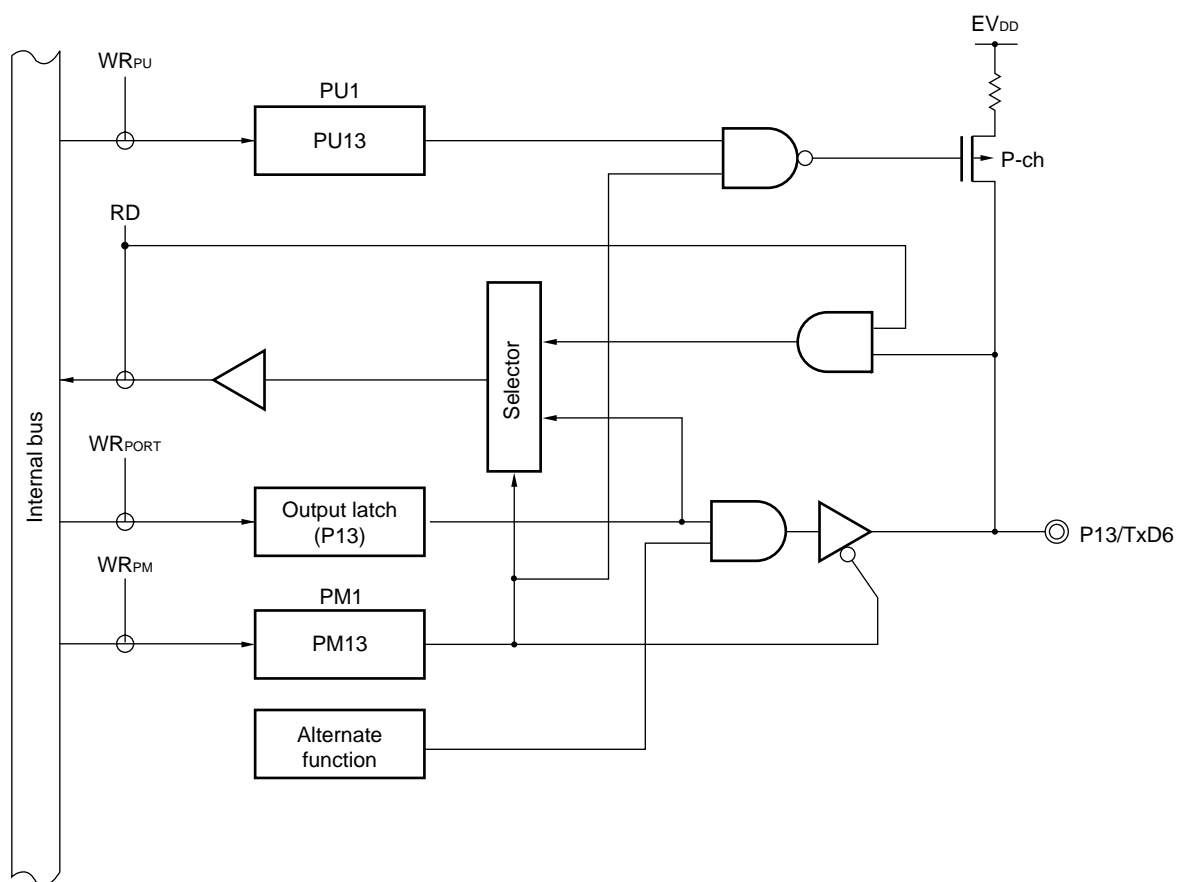 EVDD
WRPU
PU1
PU13
P-ch
RD
Selector
Internal bus
WRPORT
Output latch
(P13)
P13/TxD6
WRPM
PM1
PM13
Alternate
function